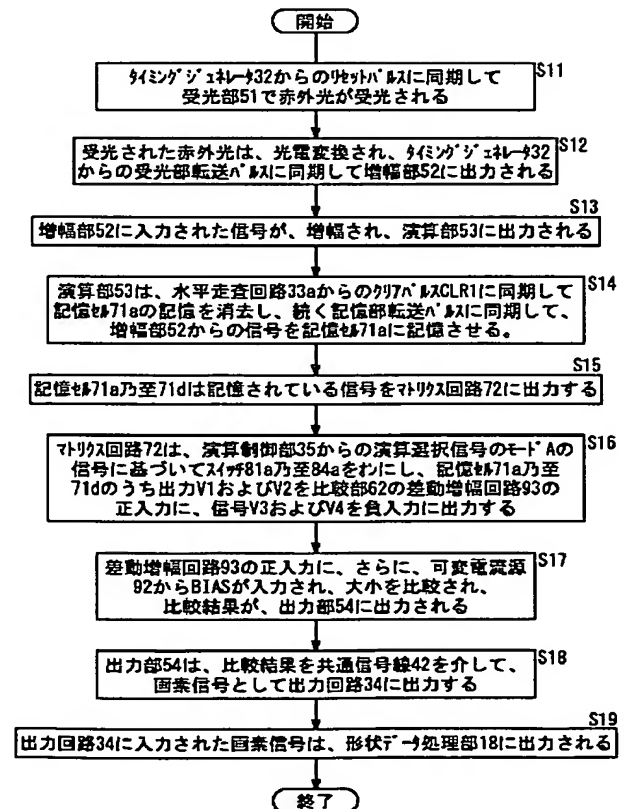 開始
S11
ﾀｲﾐﾝｸﾞｼﾞｪﾈﾚｰﾀ32からのﾘｾｯﾄﾊﾟﾙｽに同期して
受光部51で赤外光が受光される
S12
受光された赤外光は、光電変換され、ﾀｲﾐﾝｸﾞｼﾞｪﾈﾚｰﾀ32
からの受光部転送ﾊﾟﾙｽに同期して増幅部52に出力される
S13
増幅部52に入力された信号が、増幅され、演算部53に出力される
S14
演算部53は、水平走査回路33aからのｸﾘｱﾊﾟﾙｽCLR1に同期して
記憶ｾﾙ71aの記憶を消去し、続く記憶部転送ﾊﾟﾙｽに同期して、
増幅部52からの信号を記憶ｾﾙ71aに記憶させる。
S15
記憶ｾﾙ71a乃至71dは記憶されている信号をﾏﾄﾘｸｽ回路72に出力する
S16
ﾏﾄﾘｸｽ回路72は、演算制御部35からの演算選択信号のﾓｰﾄﾞAの
信号に基づいてｽｲｯﾁ81a乃至84aをｵﾝにし、記憶ｾﾙ71a乃至
71dのうち出力V1およびV2を比較部62の差動増幅回路93の
正入力に、信号V3およびV4を負入力に出力する
S17
差動増幅回路93の正入力に、さらに、可変電流源
92からBIASが入力され、大小を比較され、
比較結果が、出力部54に出力される
S18
出力部54は、比較結果を共通信号線42を介して、
画素信号として出力回路34に出力する
S19
出力回路34に入力された画素信号は、形状ﾃﾞｰﾀ処理部18に出力される
終了